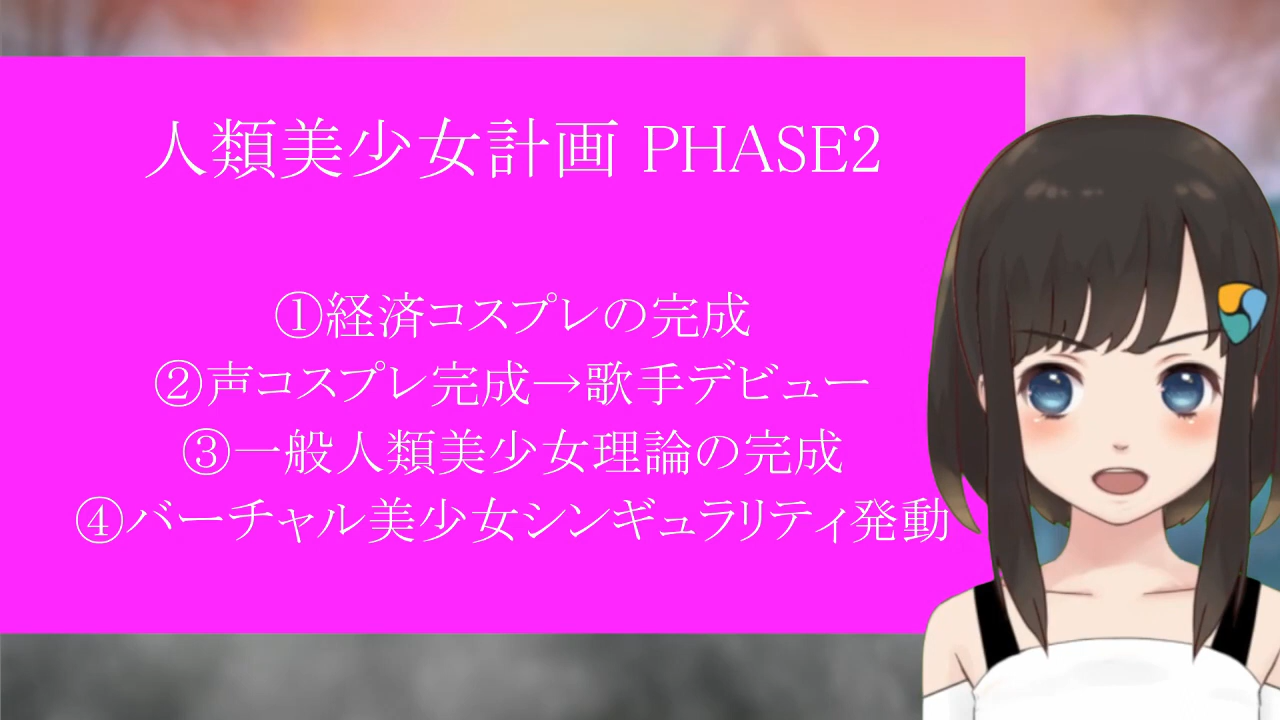 人類美少女計画 PHASE2
①経済コスプレの完成
②声コスプレ完成→歌手デビュー
③一般人類美少女理論の完成
④バーチャル美少女シンギュラリティ発動